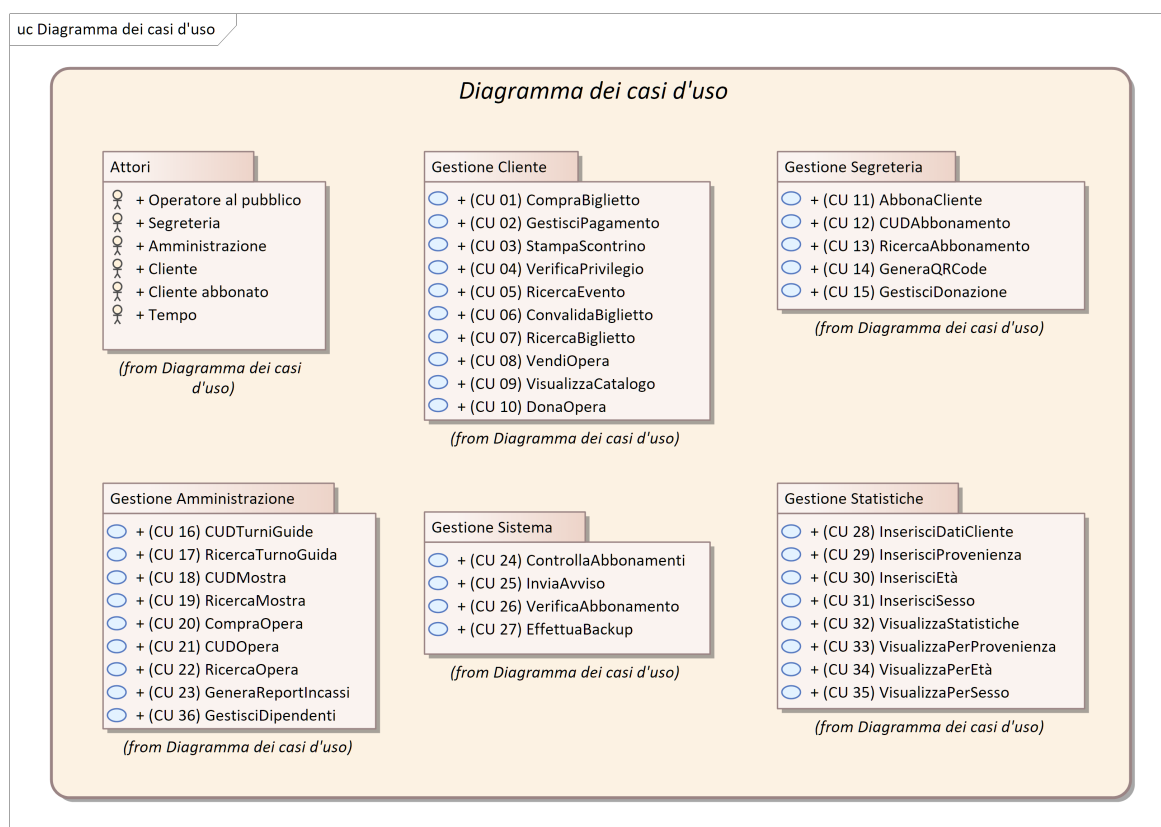 uc Diagramma dei casi d'uso
Diagramma dei casi d'uso
Attori
+ Operatore al pubblico
+ Segreteria
+ Amministrazione
+ Cliente
+ Cliente abbonato
+ Tempo
(from Diagramma dei casi
d'uso)
Gestione Cliente
+ (CU 01) CompraBiglietto
+ (CU 02) GestisciPagamento
+ (CU 03) StampaScontrino
+ (CU 04) VerificaPrivilegio
+ (CU 05) RicercaEvento
+ (CU 06) ConvalidaBiglietto
+ (CU 07) RicercaBiglietto
+ (CU 08) VendiOpera
+ (CU 09) VisualizzaCatalogo
+ (CU 10) DonaOpera
(from Diagramma dei casi d'uso)
Gestione Segreteria
+ (CU 11) AbbonaCliente
+ (CU 12) CUDAbbonamento
+ (CU 13) RicercaAbbonamento
+ (CU 14) GeneraQRCode
+ (CU 15) GestisciDonazione
(from Diagramma dei casi d'uso)
Gestione Amministrazione
+ (CU 16) CUDTurniGuide
+ (CU 17) RicercaTurnoGuida
+ (CU 18) CUDMostra
+ (CU 19) RicercaMostra
+ (CU 20) CompraOpera
+ (CU 21) CUDOpera
+ (CU 22) RicercaOpera
+ (CU 23) GeneraReportIncassi
+ (CU 36) GestisciDipendenti
(from Diagramma dei casi d'uso)
Gestione Sistema
+ (CU 24) ControllaAbbonamenti
+ (CU 25) InviaAvviso
+ (CU 26) VerificaAbbonamento
+ (CU 27) EffettuaBackup
(from Diagramma dei casi d'uso)
Gestione Statistiche
+ (CU 28) InserisciDatiCliente
+ (CU 29) InserisciProvenienza
+ (CU 30) InserisciEtà
+ (CU 31) InserisciSesso
+ (CU 32) VisualizzaStatistiche
+ (CU 33) VisualizzaPerProvenienza
+ (CU 34) VisualizzaPerEtà
+ (CU 35) VisualizzaPerSesso
(from Diagramma dei casi d'uso)